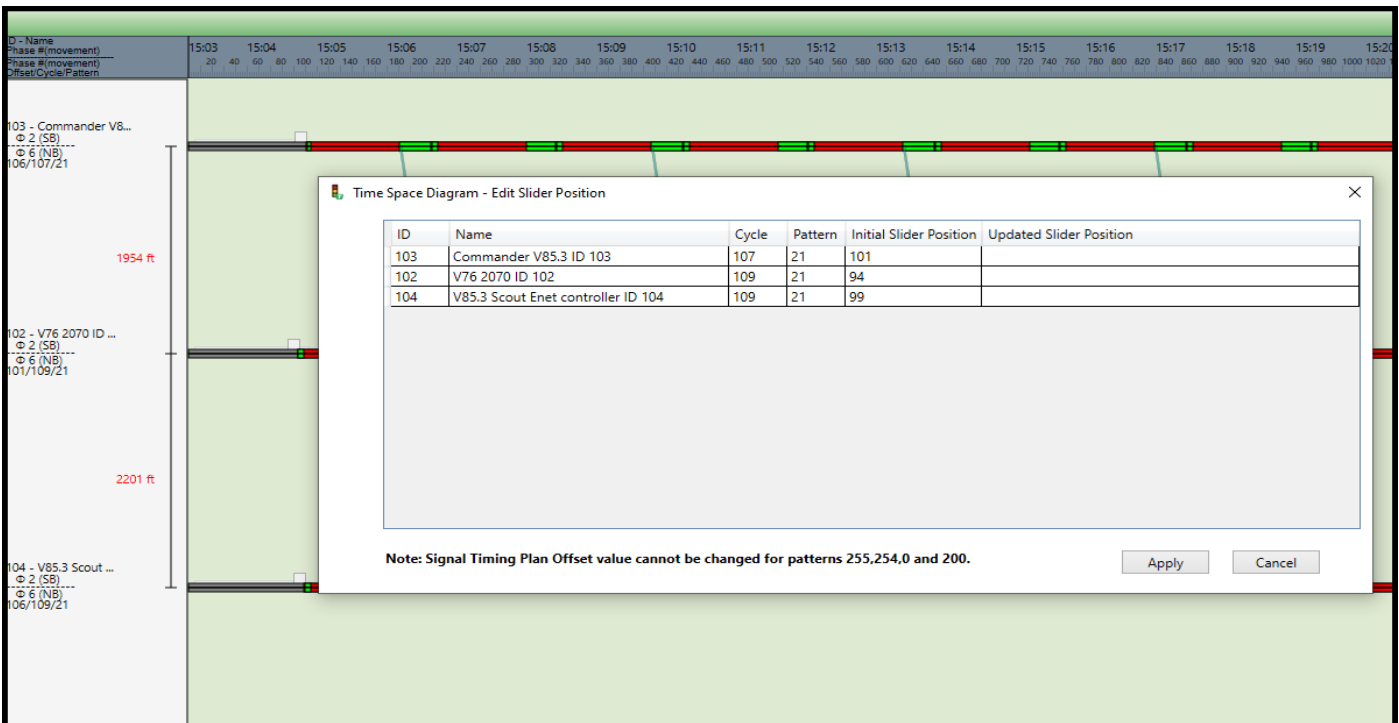 ID - Name
Phase #(movement)
Phase #(movement)
Offset/Cycle/Pattern
15:03 15:04 15:05 15:06 15:07 15:08 15:09 15:10 15:11 15:12 15:13 15:14 15:15 15:16 15:17 15:18 15:19 15:20
20 40 60 80 100 120 140 160 180 200 220 240 260 280 300 320 340 360 380 400 420 440 460 480 500 520 540 560 580 600 620 640 660 680 700 720 740 760 780 800 820 840 860 880 900 920 940 960 980 1000 1020
103 - Commander V8...
Φ 2 (SB)
Φ 6 (NB)
106/107/21
1954 ft
102 - V76 2070 ID ...
Φ 2 (SB)
Φ 6 (NB)
101/109/21
2201 ft
104 - V85.3 Scout ...
Φ 2 (SB)
Φ 6 (NB)
106/109/21
Time Space Diagram - Edit Slider Position
ID Name Cycle Pattern Initial Slider Position Updated Slider Position
103 Commander V85.3 ID 103 107 21 101
102 V76 2070 ID 102 109 21 94
104 V85.3 Scout Enet controller ID 104 109 21 99
Note: Signal Timing Plan Offset value cannot be changed for patterns 255,254,0 and 200.
Apply Cancel